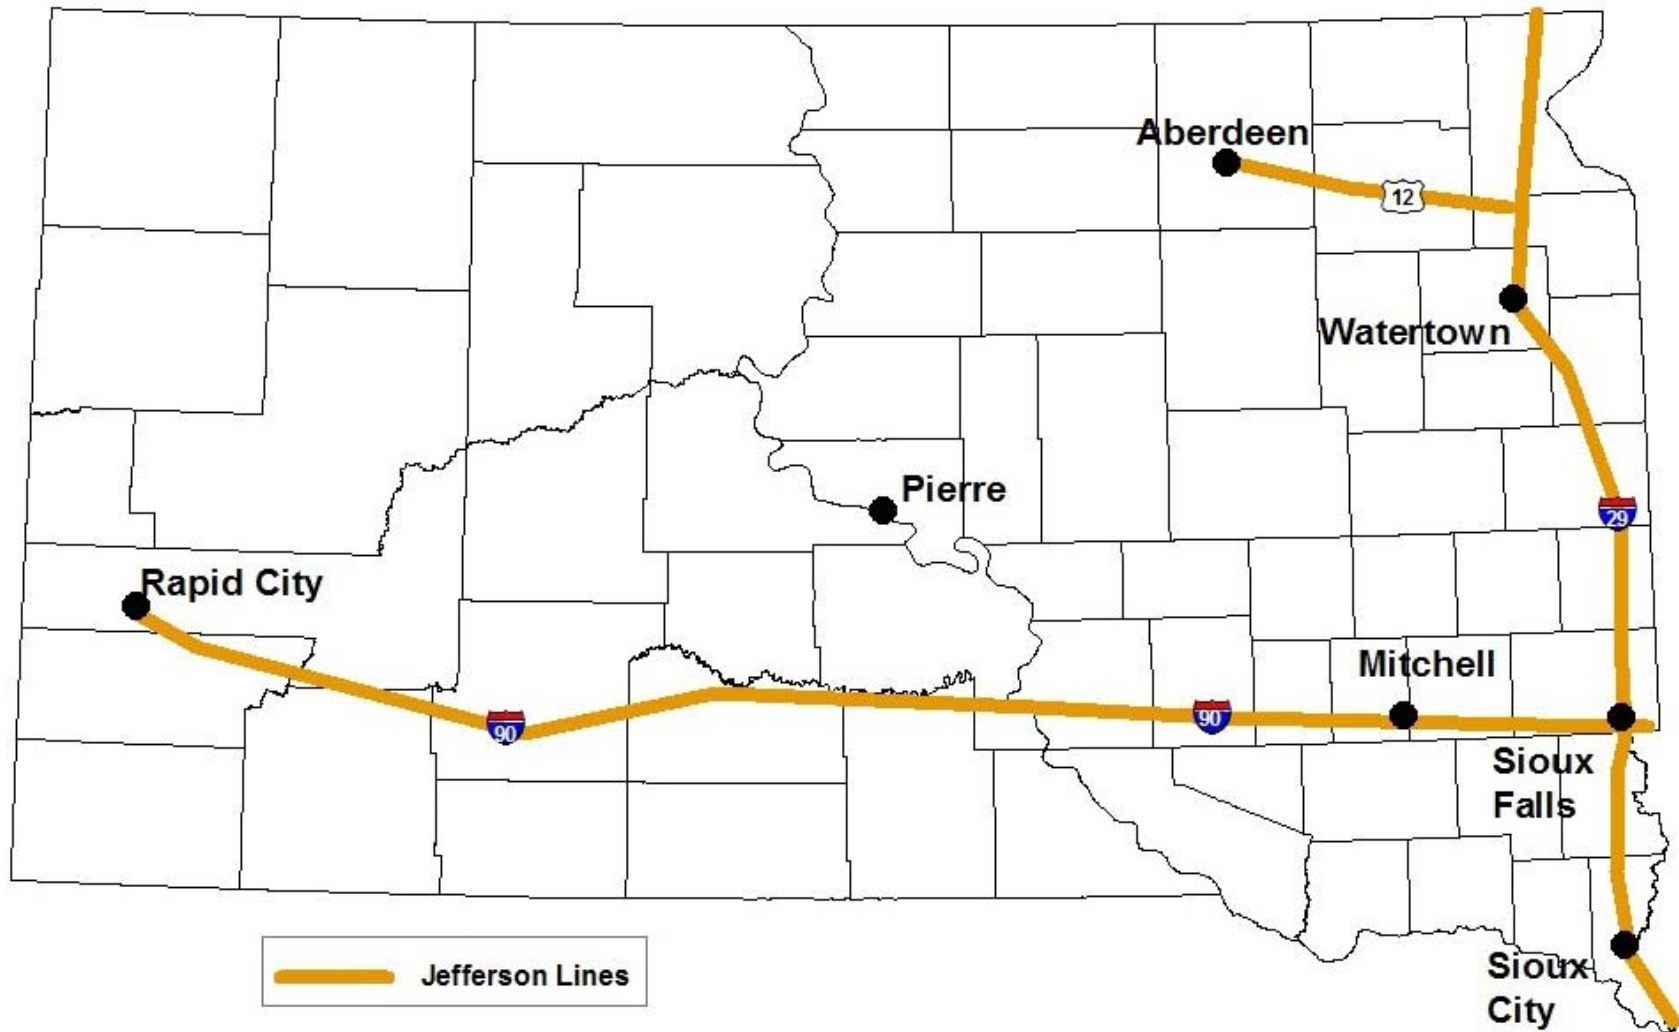 Aberdeen
12
Watertown
Pierre
29
Rapid City
Mitchell
90
90
Sioux
Falls
Sioux
City
Jefferson Lines